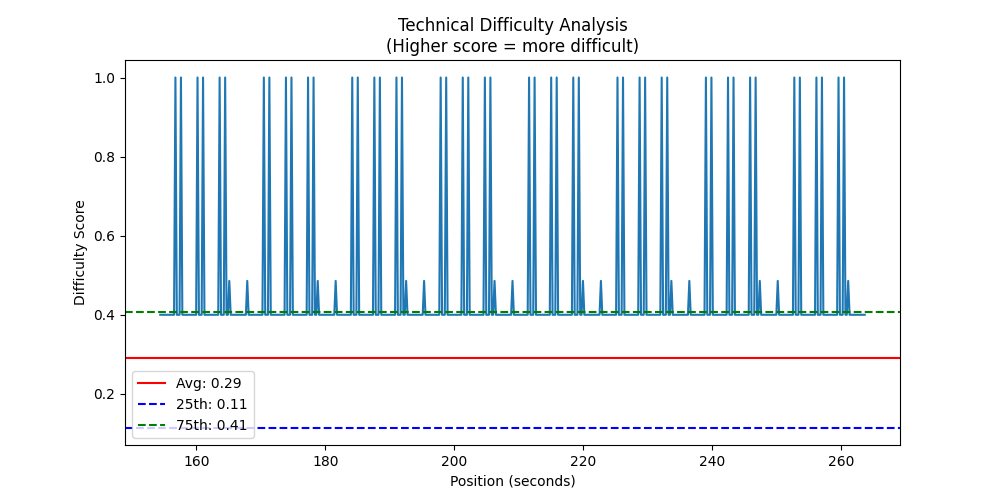 Technical Difficulty Analysis
(Higher score = more difficult)
Difficulty Score
1.0
0.8
0.6
0.4
0.2
Avg: 0.29
25th: 0.11
75th: 0.41
160 180 200 220 240 260
Position (seconds)